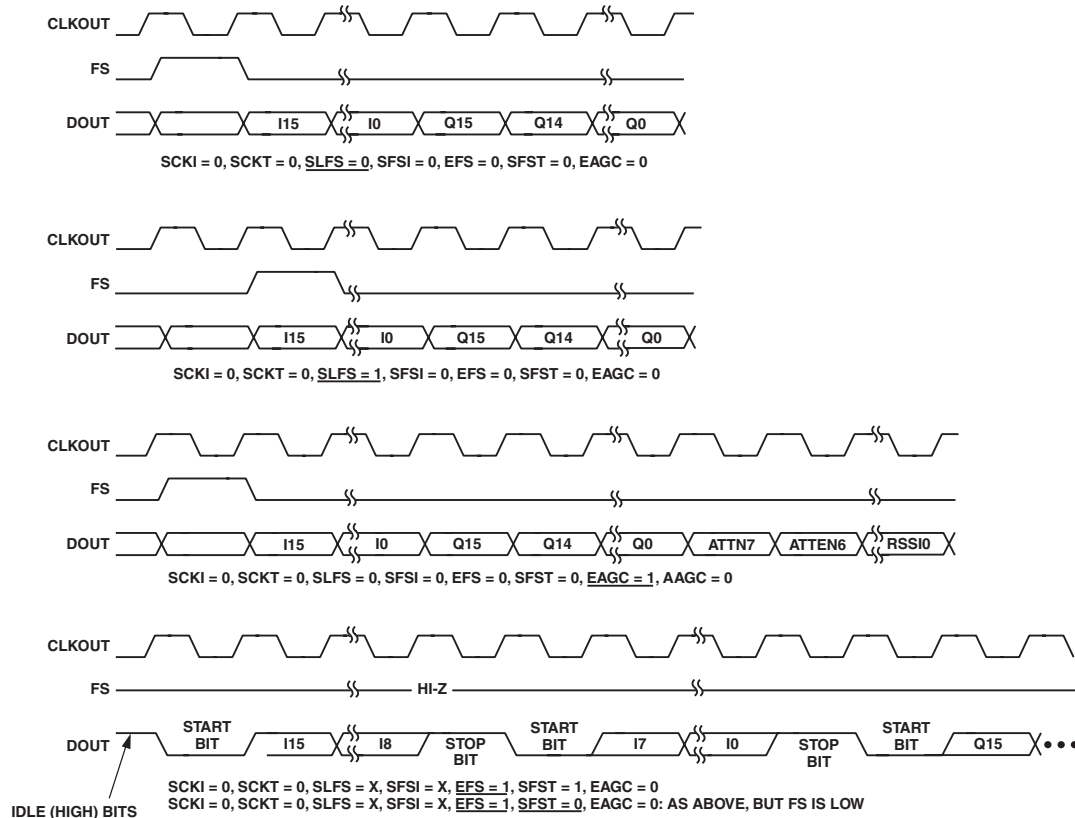 CLKOUT
FS
DOUT I15 I0 Q15 Q14 Q0
SCKI = 0, SCKT = 0, SLFS = 0, SFSI = 0, EFS = 0, SFST = 0, EAGC = 0
CLKOUT
FS
DOUT I15 I0 Q15 Q14 Q0
SCKI = 0, SCKT = 0, SLFS = 1, SFSI = 0, EFS = 0, SFST = 0, EAGC = 0
CLKOUT
FS
DOUT I15 I0 Q15 Q14 Q0 ATTN7 ATTEN6 RSSI0
SCKI = 0, SCKT = 0, SLFS = 0, SFSI = 0, EFS = 0, SFST = 0, EAGC = 1, AAGC = 0
CLKOUT
FS HI-Z
DOUT START BIT I15 I8 STOP BIT START BIT I7 I0 STOP BIT START BIT Q15
IDLE (HIGH) BITS
SCKI = 0, SCKT = 0, SLFS = X, SFSI = X, EFS = 1, SFST = 1, EAGC = 0
SCKI = 0, SCKT = 0, SLFS = X, SFSI = X, EFS = 1, SFST = 0, EAGC = 0: AS ABOVE, BUT FS IS LOW